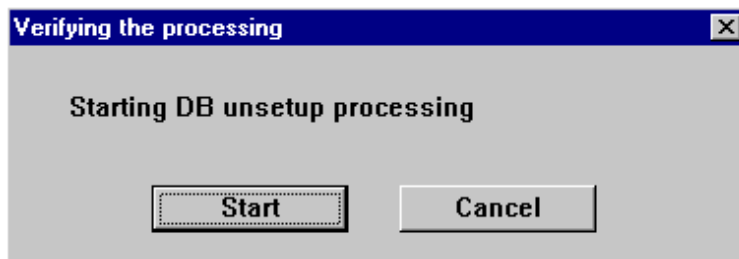 Verifying the processing
Starting DB unsetup processing
Start
Cancel